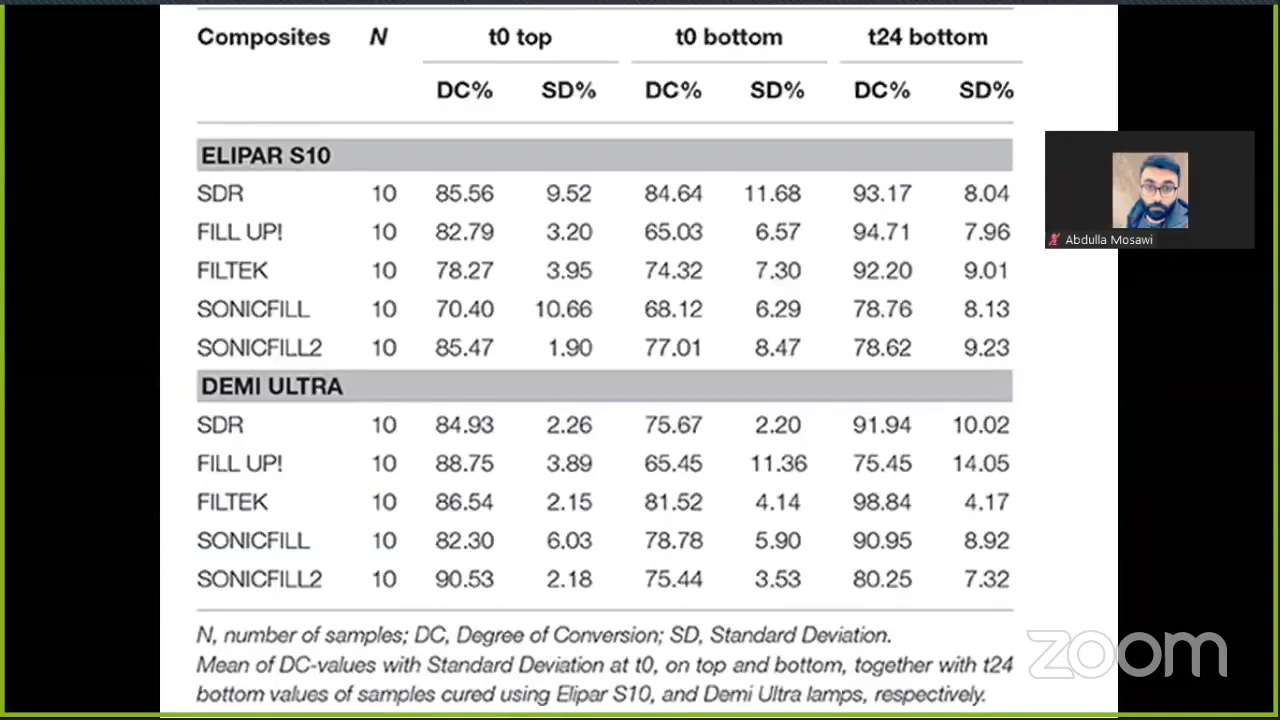 Composites N t0 top t0 bottom t24 bottom
DC% SD% DC% SD% DC% SD%
ELIPAR S10
SDR 10 85.56 9.52 84.64 11.68 93.17 8.04
FILL UP! 10 82.79 3.20 65.03 6.57 94.71 7.96
FILTEK 10 78.27 3.95 74.32 7.30 92.20 9.01
SONICFILL 10 70.40 10.66 68.12 6.29 78.76 8.13
SONICFILL2 10 85.47 1.90 77.01 8.47 78.62 9.23
DEMI ULTRA
SDR 10 84.93 2.26 75.67 2.20 91.94 10.02
FILL UP! 10 88.75 3.89 65.45 11.36 75.45 14.05
FILTEK 10 86.54 2.15 81.52 4.14 98.84 4.17
SONICFILL 10 82.30 6.03 78.78 5.90 90.95 8.92
SONICFILL2 10 90.53 2.18 75.44 3.53 80.25 7.32
N, number of samples; DC, Degree of Conversion; SD, Standard Deviation.
Mean of DC-values with Standard Deviation at t0, on top and bottom, together with t24
bottom values of samples cured using Elipar S10, and Demi Ultra lamps, respectively.
Abdulla Mosawi
zoom